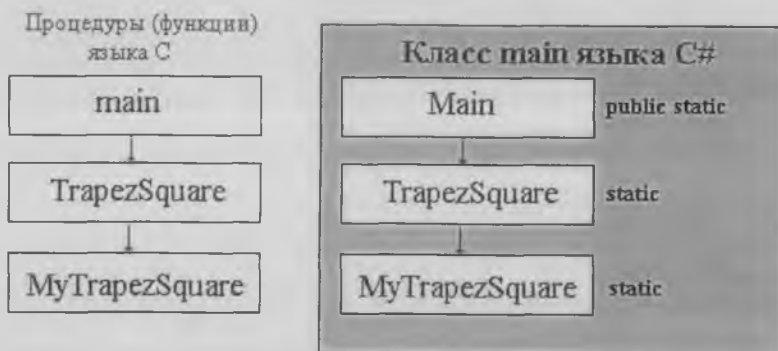 Процедуры (функции)
языка C
main
TrapezSquare
MyTrapezSquare
Класс main языка C#
Main public static
TrapezSquare static
MyTrapezSquare static